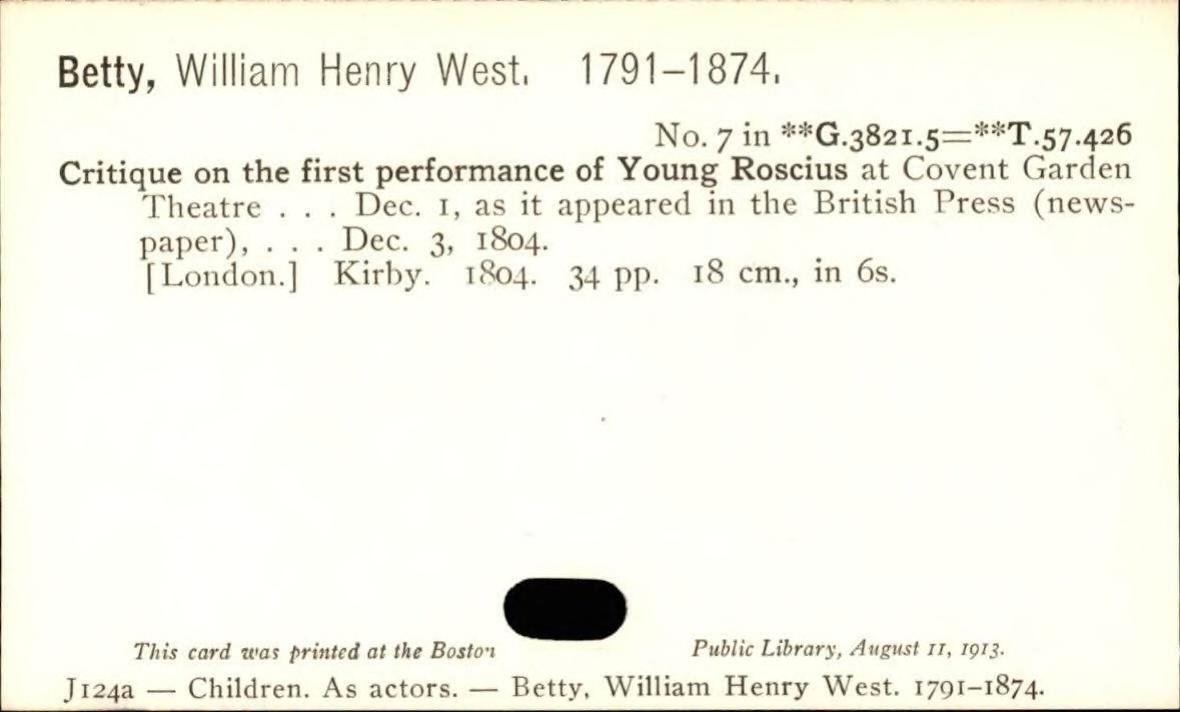 Betty, William Henry West. 1791–1874.
No. 7 in **G.3821.5=**T.57.426
Critique on the first performance of Young Roscius at Covent Garden
Theatre . . . Dec. 1, as it appeared in the British Press (news-
paper), . . . Dec. 3, 1804.
[London.] Kirby. 1804. 34 pp. 18 cm., in 6s.
This card was printed at the Boston Public Library, August 11, 1913.
J124a — Children. As actors. — Betty, William Henry West. 1791–1874.